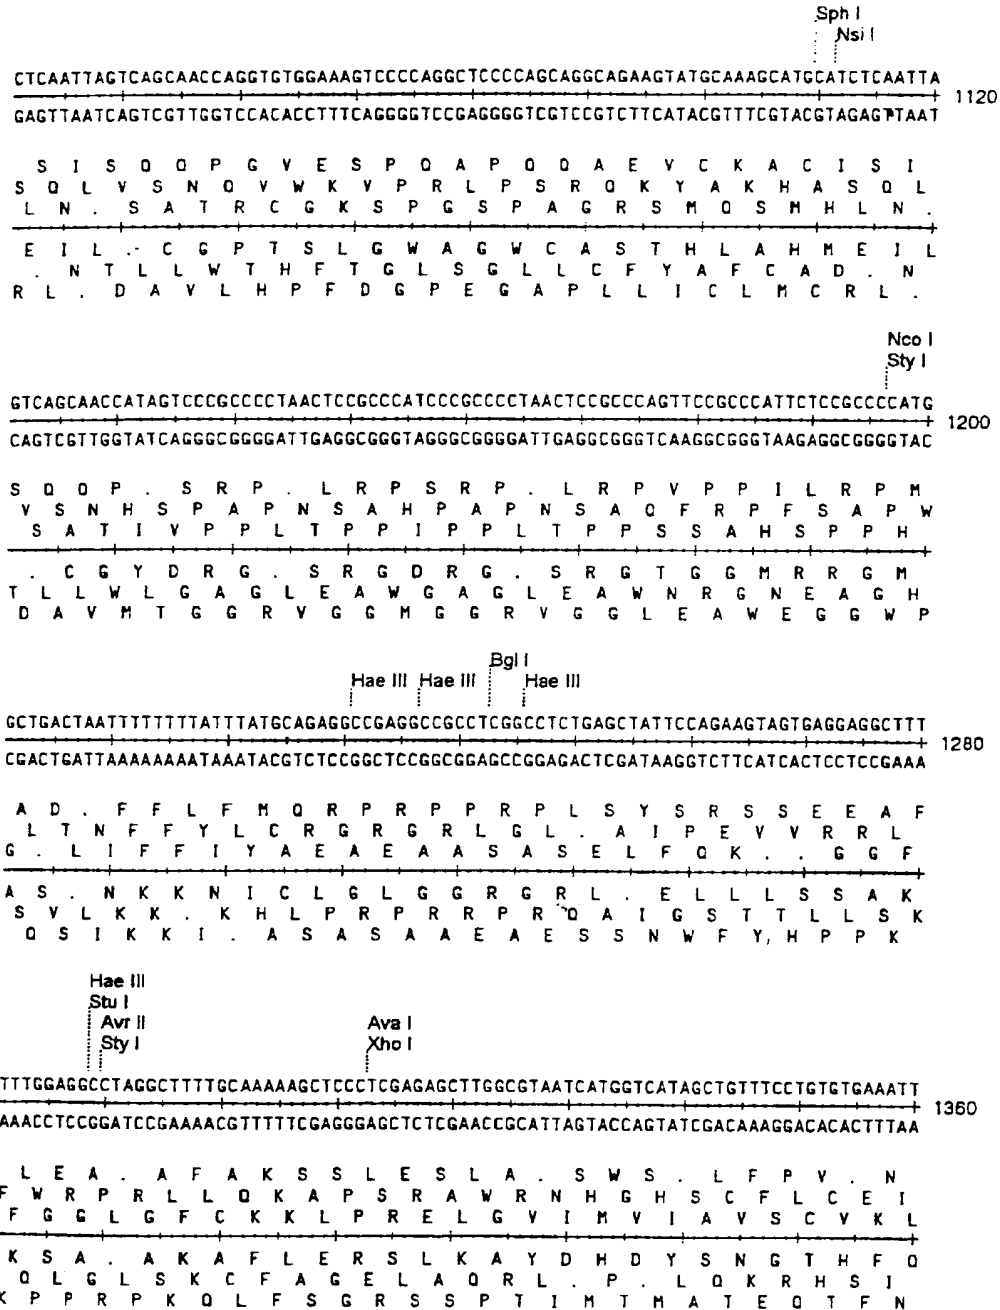 Sph I
Nsi I
CTCAATTAGTCAGCAACCAGGTGTGGAAAGTCCCCAGGCTCCCCAGCAGGCAGAAGTATGCAAAGCATGCATCTCAATTA
1120
GAGTTAATCAGTCGTTGGTCCACACCTTTCAGGGGTCCGAGGGGTCGTCCGTCTTCATACGTTTCGTACGTAGAGTTAAT
S I S Q Q P G V E S P Q A P Q Q A E V C K A C I S I
S Q L V S N Q V W K V P R L P S R Q K Y A K H A S Q L
L N . S A T R C G K S P G S P A G R S M Q S M H L N .
E I L . C G P T S L G W A G W C A S T H L A H M E I L
. N T L L W T H F T G L S G L L C F Y A F C A D . N
R L . D A V L H P F D G P E G A P L L I C L M C R L .
Nco I
Sty I
GTCAGCAACCATAGTCCCGCCCCTAACTCCGCCCATCCCGCCCCTAACTCCGCCCAGTTCCGCCCATTCTCCGCCCCATG
1200
CAGTCGTTGGTATCAGGGCGGGGATTGAGGCGGGTAGGGCGGGGATTGAGGCGGGTCAAGGCGGGTAAGAGGCGGGGTAC
S Q Q P . S R P . L R P S R P . L R P V P P I L R P M
V S N H S P A P N S A H P A P N S A Q F R P F S A P W
S A T I V P P L T P P I P P L T P P S S A H S P P H
. C G Y D R G . S R G D R G . S R G T G G M R R G M
T L L W L G A G L E A W G A G L E A W N R G N E A G H
D A V M T G G R V G G M G G R V G G L E A W E G G W P
Bgl I
Hae III Hae III Hae III
GCTGACTAATTTTTTTTATTTATGCAGAGGCCGAGGCCGCCTCGGCCTCTGAGCTATTCCAGAAGTAGTGAGGAGGCTTT
1280
CGACTGATTAAAAAAAATAAATACGTCTCCGGCTCCGGCGGAGCCGGAGACTCGATAAGGTCTTCATCACTCCTCCGAAA
A D . F F L F M Q R P R P P R P L S Y S R S S E E A F
L T N F F Y L C R G R G R L G L . A I P E V V R R L
G . L I F F I Y A E A E A A S A S E L F Q K . . G G F
A S . N K K N I C L G L G G R G R L . E L L L S S A K
S V L K K . K H L P R P R R P R Q A I G S T T L L S K
Q S I K K I . A S A S A A E A E S S N W F Y H P P K
Hae III
Stu I
Avr II
Sty I
Ava I
Xho I
TTTGGAGGCCTAGGCTTTTGCAAAAAGCTCCCTCGAGAGCTTGGCGTAATCATGGTCATAGCTGTTTCCTGTGTGAAATT
1360
AAACCTCCGGATCCGAAAACGTTTTTCGAGGGAGCTCTCGAACCGCATTAGTACCAGTATCGACAAAGGACACACTTTAA
L E A . A F A K S S L E S L A . S W S . L F P V . N
F W R P R L L Q K A P S R A W R N H G H S C F L C E I
F G G L G F C K K L P R E L G V I M V I A V S C V K L
K S A . A K A F L E R S L K A Y D H D Y S N G T H F Q
Q L G L S K C F A G E L A Q R L . P . L Q K R H S I
K P P R P K Q L F S G R S S P T I M T M A T E Q T F N